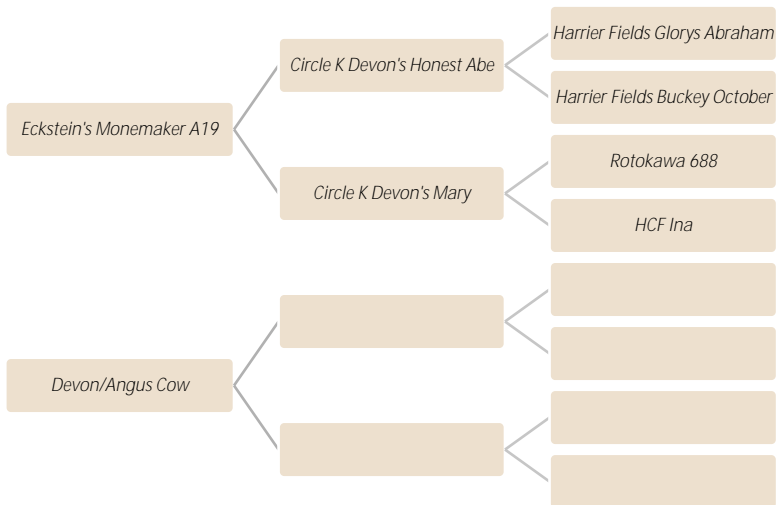 Harrier Fields Glorys Abraham
Circle K Devon's Honest Abe
Harrier Fields Buckey October
Eckstein's Monemaker A19
Rotokawa 688
Circle K Devon's Mary
HCF Ina
Devon/Angus Cow